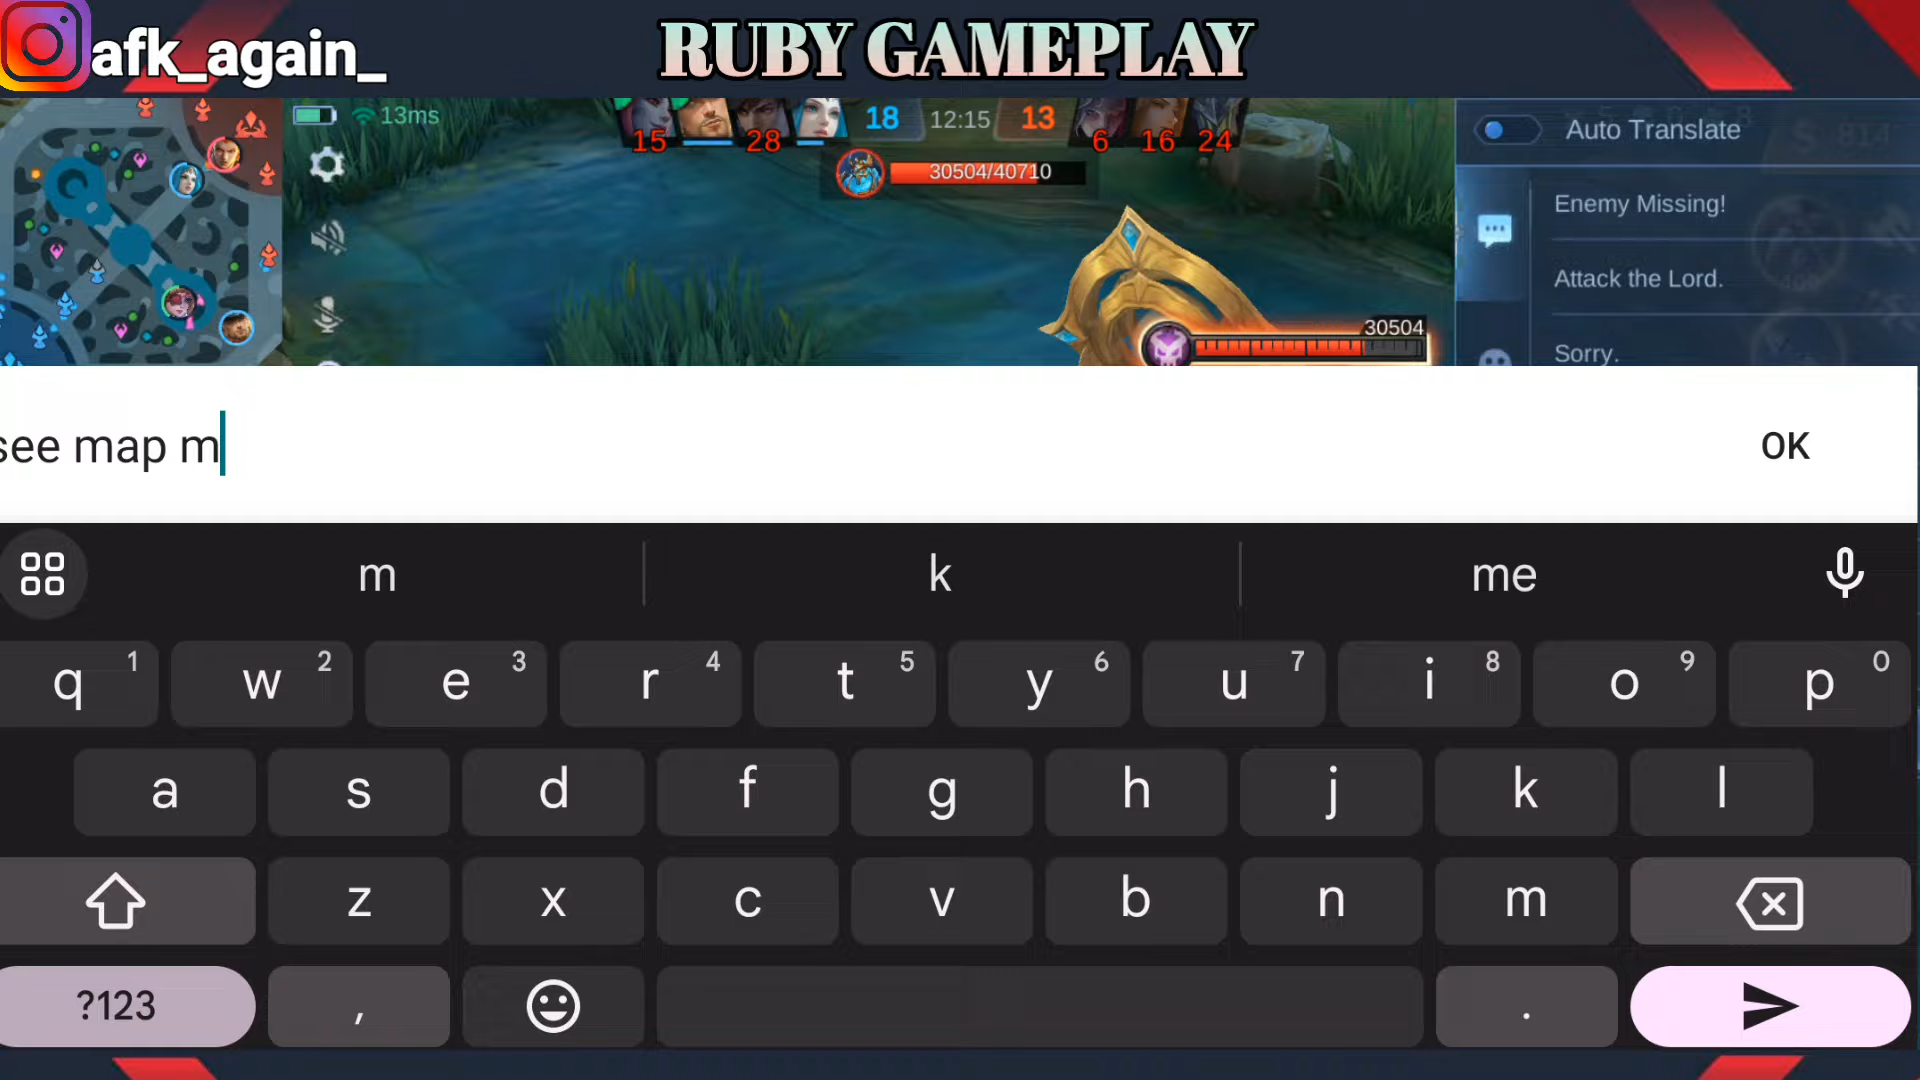 afk_again_
RUBY GAMEPLAY
13ms
15
28
18
12:15
13
6
16
24
30504/40710
30504
Auto Translate
Enemy Missing!
Attack the Lord.
Sorry.
see map m
OK
m
k
me
q 1
w 2
e 3
r 4
t 5
y 6
u 7
i 8
o 9
p 0
a
s
d
f
g
h
j
k
l
z
x
c
v
b
n
m
?123
,
.